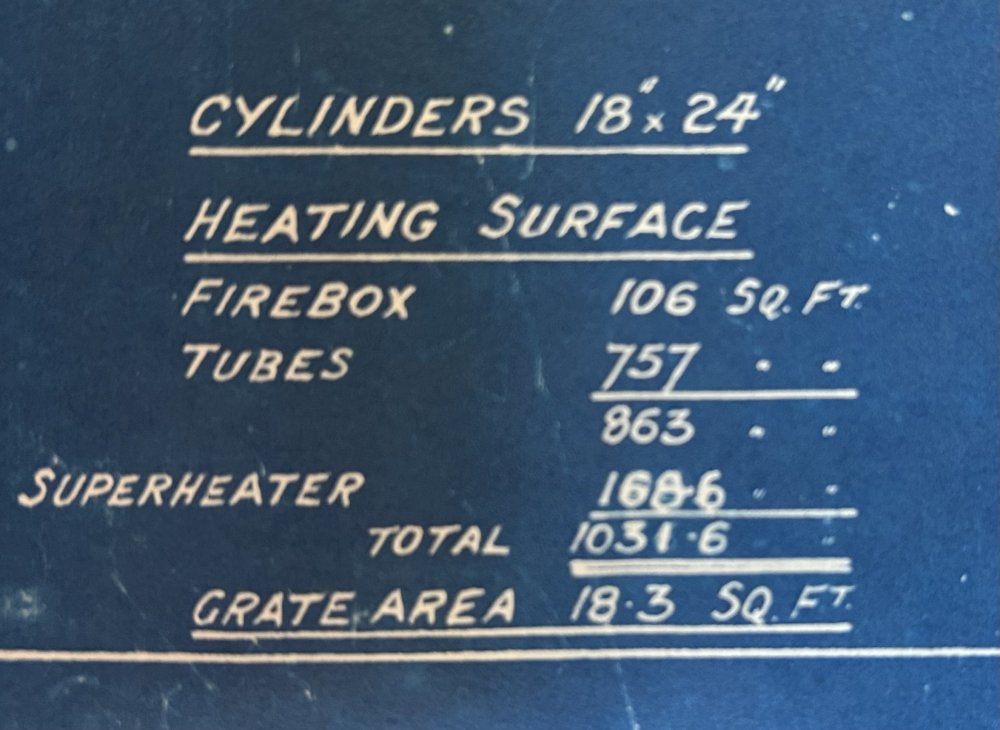 CYLINDERS 18" x 24"
HEATING SURFACE
FIREBOX 106 SQ. FT.
TUBES 757 " "
863 " "
SUPERHEATER 168·6 " "
TOTAL 1031·6 "
GRATE AREA 18·3 SQ. FT.